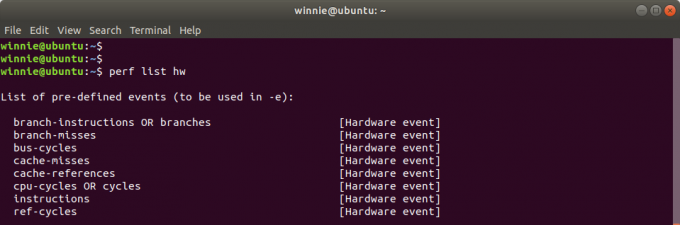 winnie@ubuntu: ~
File Edit View Search Terminal Help
winnie@ubuntu:~$
winnie@ubuntu:~$
winnie@ubuntu:~$ perf list hw
List of pre-defined events (to be used in -e):
branch-instructions OR branches [Hardware event]
branch-misses [Hardware event]
bus-cycles [Hardware event]
cache-misses [Hardware event]
cache-references [Hardware event]
cpu-cycles OR cycles [Hardware event]
instructions [Hardware event]
ref-cycles [Hardware event]